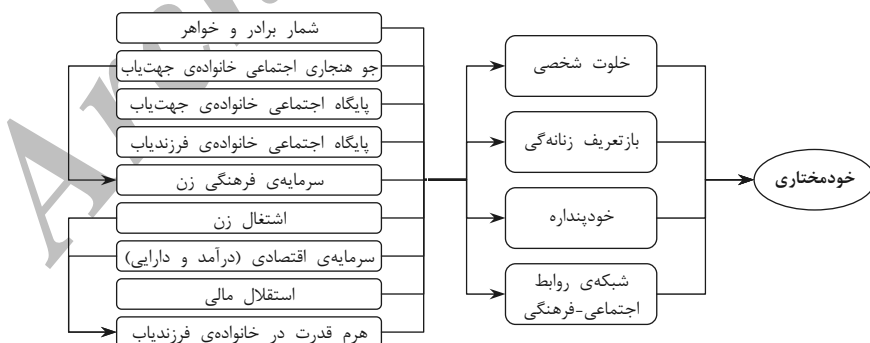 شمار برادر و خواهر
جو هنجاری اجتماعی خانواده‌ی جهت‌یاب
پایگاه اجتماعی خانواده‌ی جهت‌یاب
پایگاه اجتماعی خانواده‌ی فرزندیاب
سرمایه‌ی فرهنگی زن
اشتغال زن
سرمایه‌ی اقتصادی (درآمد و دارایی)
استقلال مالی
هرم قدرت در خانواده‌ی فرزندیاب
خلوت شخصی
بازتعریف زنانه‌گی
خودپنداره
شبکه‌ی روابط
اجتماعی-فرهنگی
خودمختاری